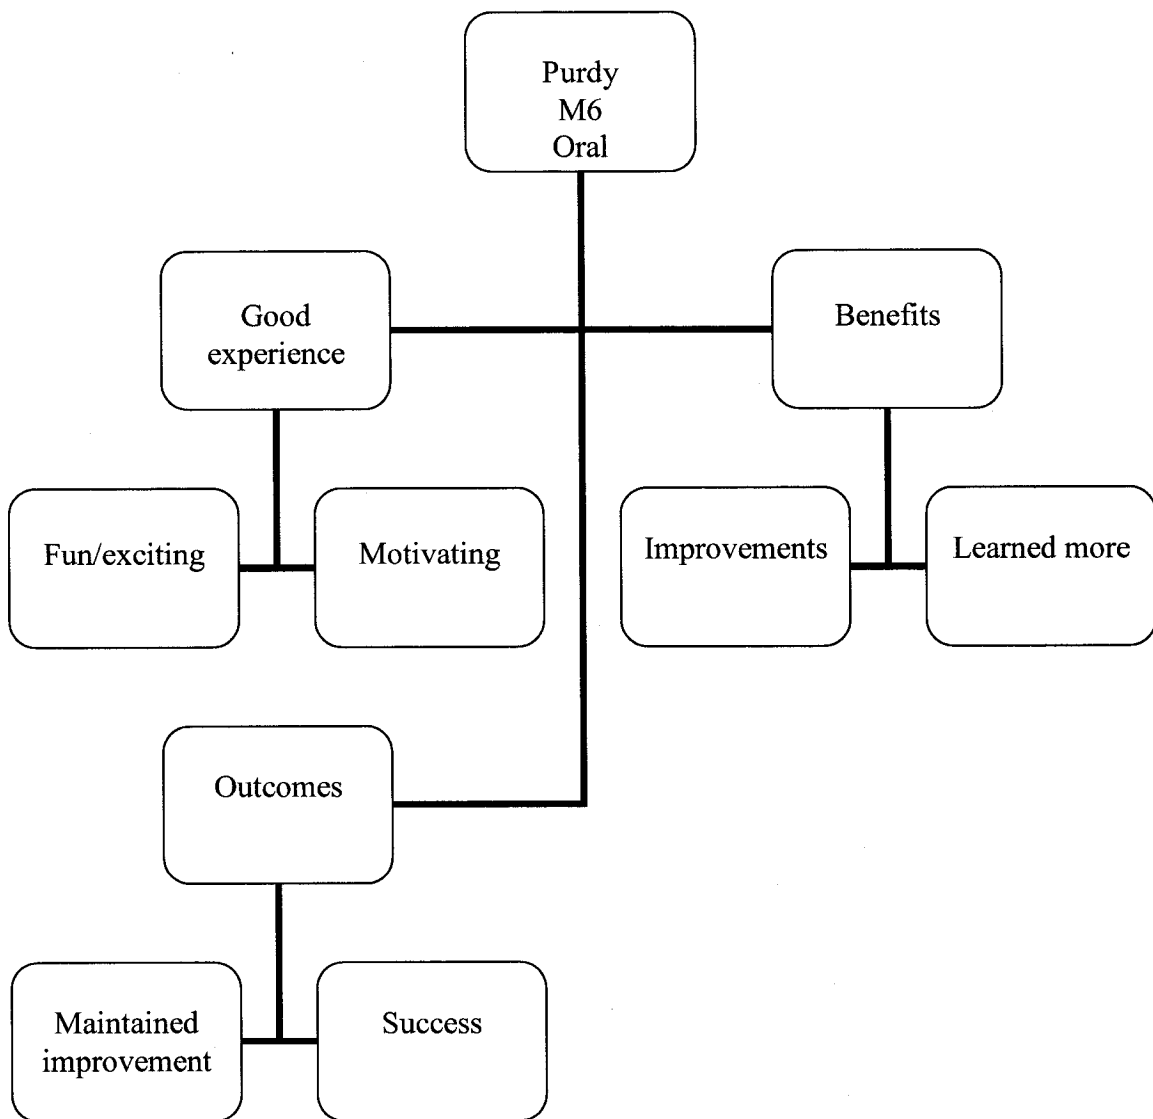 Purdy
M6
Oral
Good
experience
Benefits
Fun/exciting
Motivating
Improvements
Learned more
Outcomes
Maintained
improvement
Success